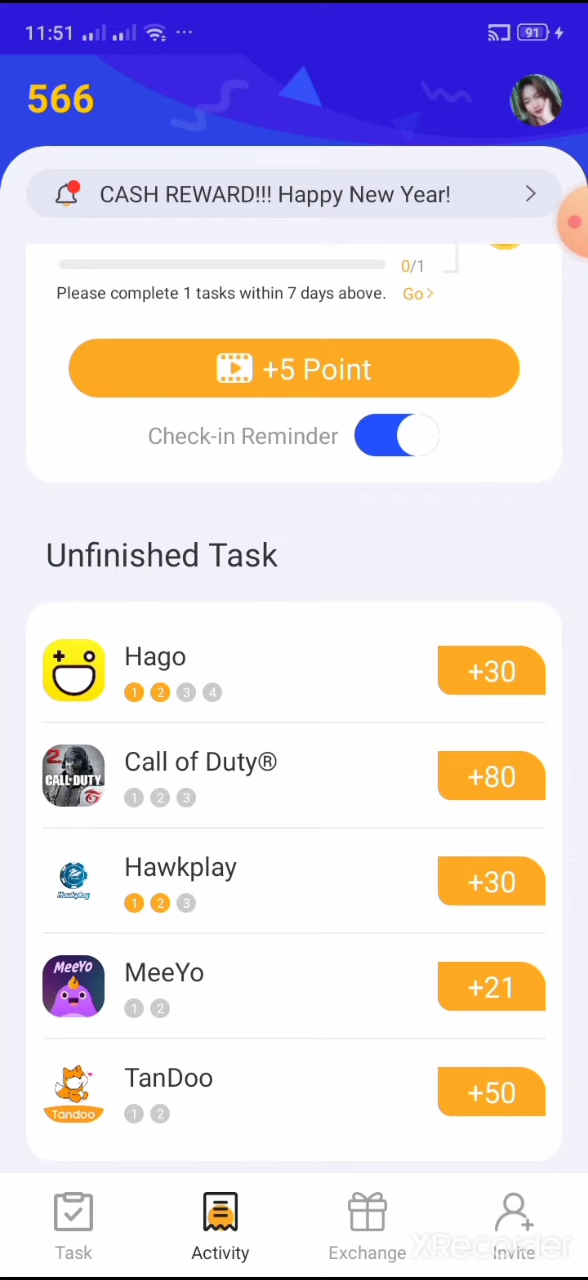 11:51 91
566
CASH REWARD!!! Happy New Year!
0/1
Please complete 1 tasks within 7 days above. Go
+5 Point
Check-in Reminder
Unfinished Task
Hago
1 2 3 4
+30
2
CALL DUTY
Call of Duty®
1 2 3
+80
Hawkplay
Hawkplay
1 2 3
+30
MeeYo
MeeYo
1 2
+21
Tandoo
TanDoo
1 2
+50
Task Activity Exchange Invite
XRecorder